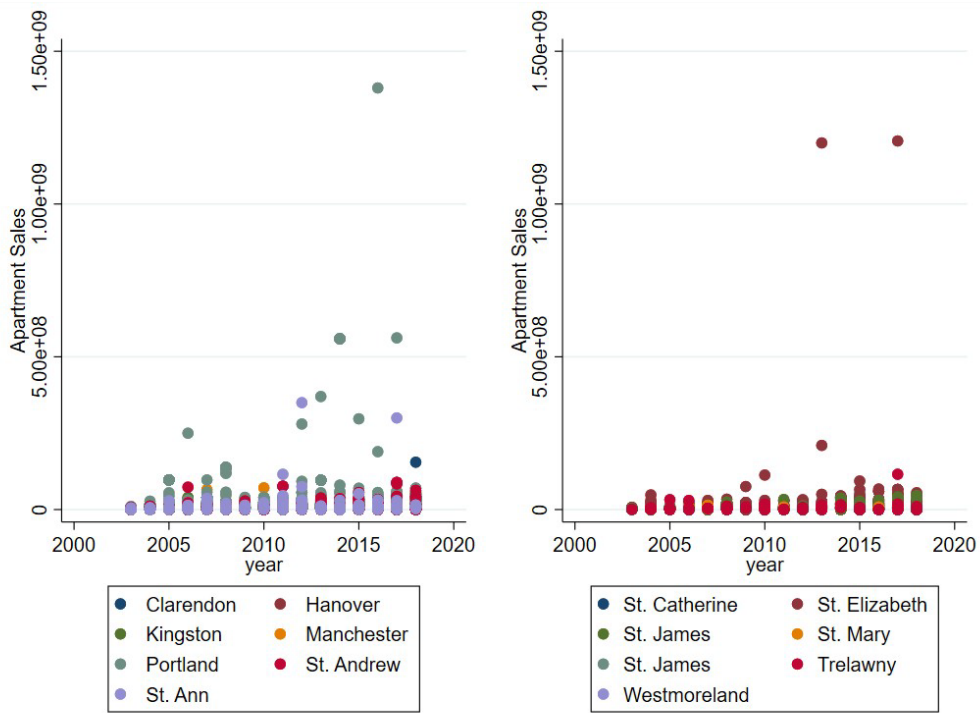 1.50e+09
1.00e+09
5.00e+08
0
Apartment Sales
2000 2005 2010 2015 2020
year
Clarendon Hanover
Kingston Manchester
Portland St. Andrew
St. Ann
1.50e+09
1.00e+09
5.00e+08
0
Apartment Sales
2000 2005 2010 2015 2020
year
St. Catherine St. Elizabeth
St. James St. Mary
St. James Trelawny
Westmoreland